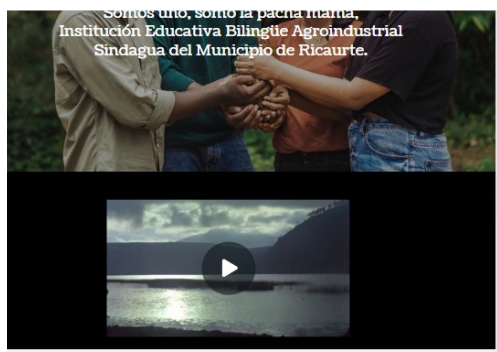 Somos uno, somo la pacha mama,
Institución Educativa Bilingüe Agroindustrial
Sindagua del Municipio de Ricaurte.